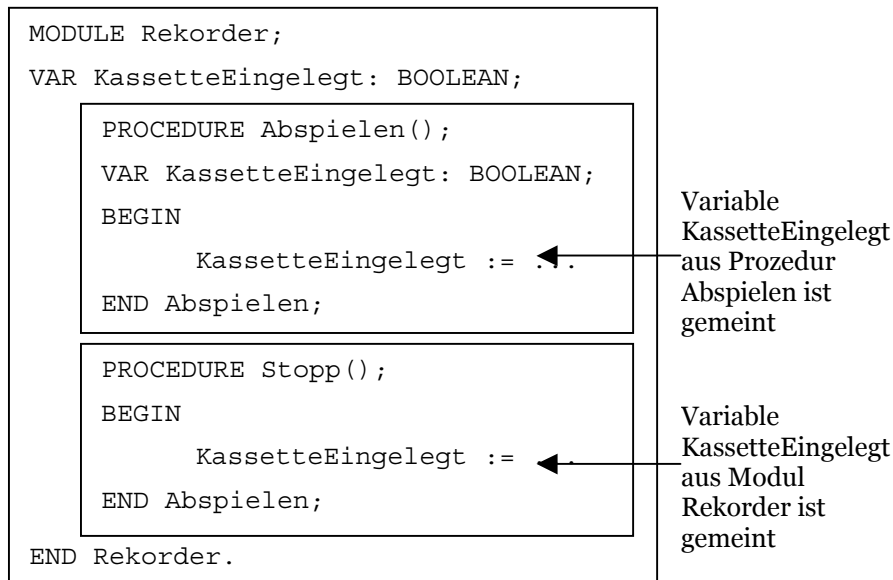 MODULE Rekorder;
VAR KassetteEingelegt: BOOLEAN;
PROCEDURE Abspielen();
VAR KassetteEingelegt: BOOLEAN;
BEGIN
KassetteEingelegt := ...
END Abspielen;
Variable
KassetteEingelegt
aus Prozedur
Abspielen ist
gemeint
PROCEDURE Stopp();
BEGIN
KassetteEingelegt := ...
END Abspielen;
Variable
KassetteEingelegt
aus Modul
Rekorder ist
gemeint
END Rekorder.